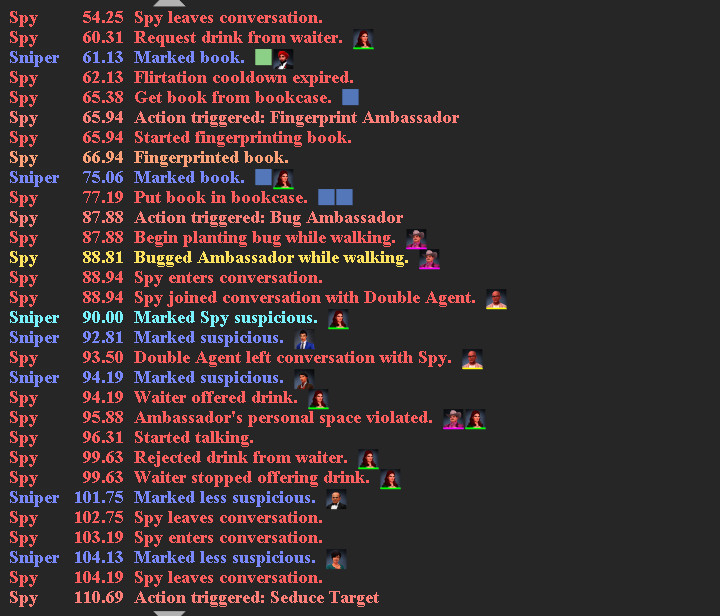 Spy 54.25 Spy leaves conversation.
Spy 60.31 Request drink from waiter.
Sniper 61.13 Marked book.
Spy 62.13 Flirtation cooldown expired.
Spy 65.38 Get book from bookcase.
Spy 65.94 Action triggered: Fingerprint Ambassador
Spy 65.94 Started fingerprinting book.
Spy 66.94 Fingerprinted book.
Sniper 75.06 Marked book.
Spy 77.19 Put book in bookcase.
Spy 87.88 Action triggered: Bug Ambassador
Spy 87.88 Begin planting bug while walking.
Spy 88.81 Bugged Ambassador while walking.
Spy 88.94 Spy enters conversation.
Spy 88.94 Spy joined conversation with Double Agent.
Sniper 90.00 Marked Spy suspicious.
Sniper 92.81 Marked suspicious.
Spy 93.50 Double Agent left conversation with Spy.
Sniper 94.19 Marked suspicious.
Spy 94.19 Waiter offered drink.
Spy 95.88 Ambassador's personal space violated.
Spy 96.31 Started talking.
Spy 99.63 Rejected drink from waiter.
Spy 99.63 Waiter stopped offering drink.
Sniper 101.75 Marked less suspicious.
Spy 102.75 Spy leaves conversation.
Spy 103.19 Spy enters conversation.
Sniper 104.13 Marked less suspicious.
Spy 104.19 Spy leaves conversation.
Spy 110.69 Action triggered: Seduce Target